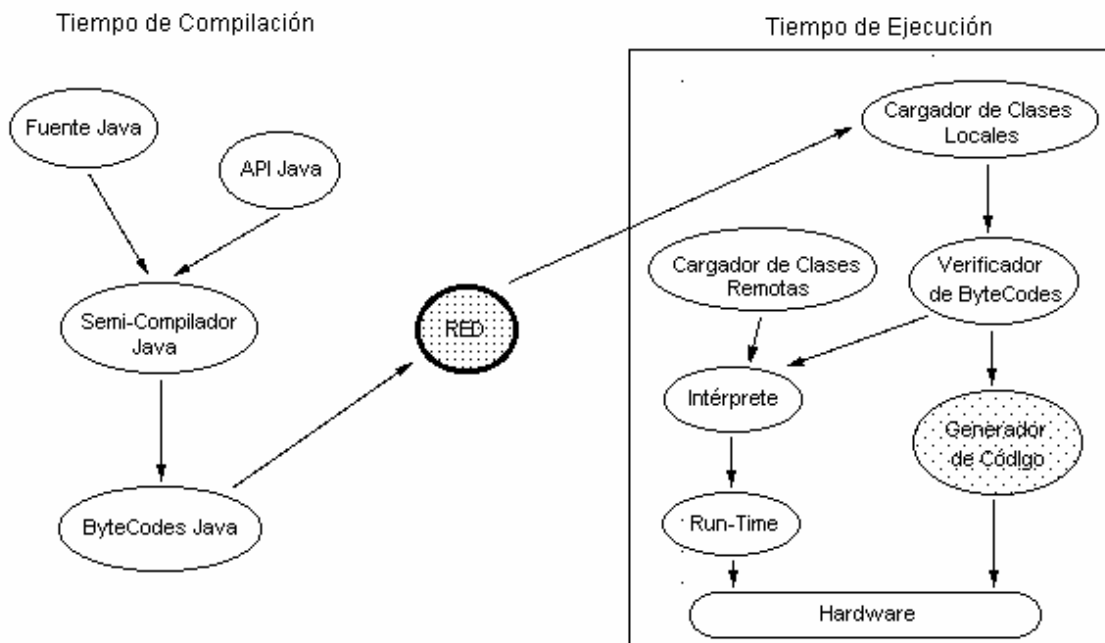 Tiempo de Compilación
Tiempo de Ejecución
Fuente Java
API Java
Cargador de Clases
Locales
Cargador de Clases
Remotas
Verificador
de ByteCodes
Semi-Compilador
Java
RED
Intérprete
Generador
de Código
ByteCodes Java
Run-Time
Hardware